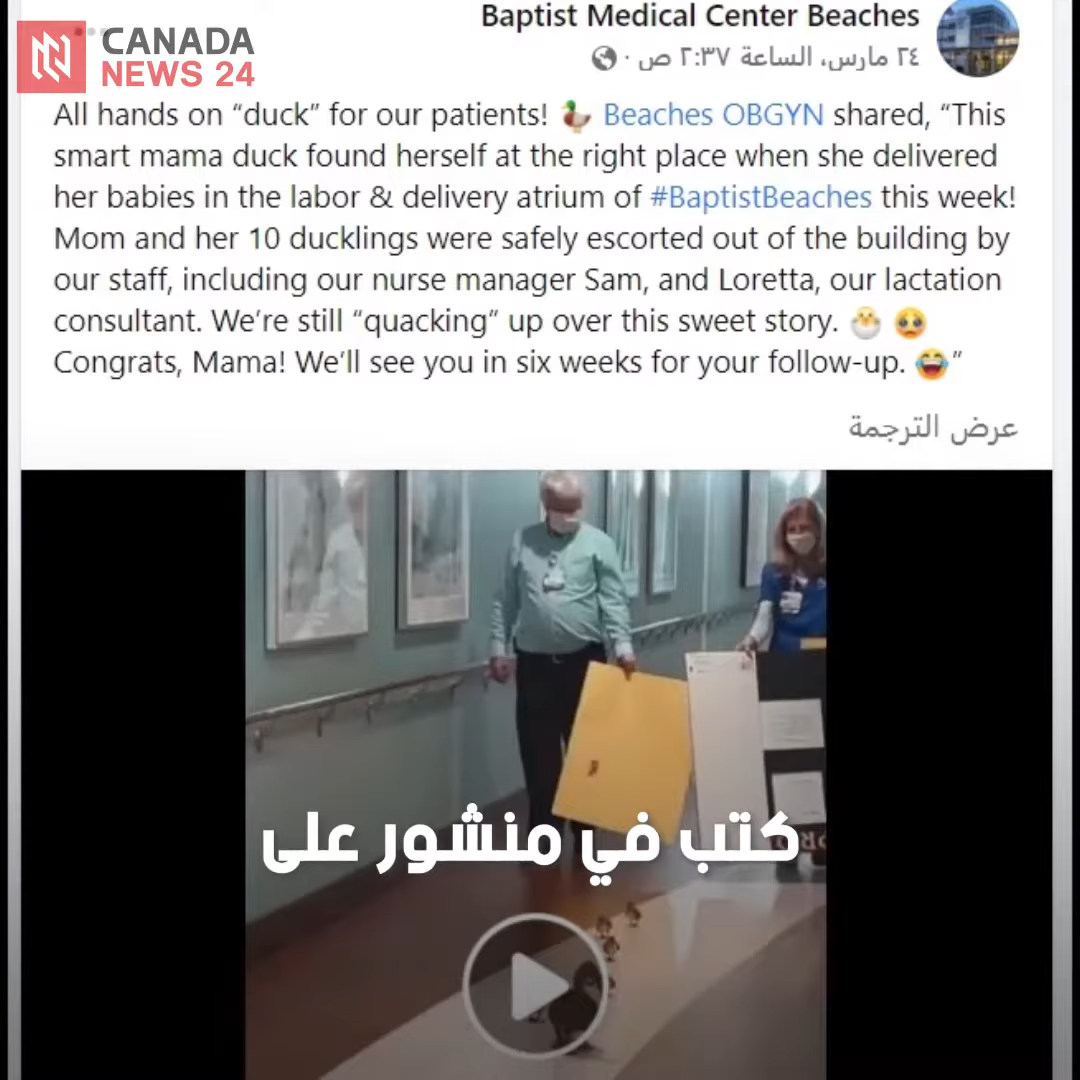 CANADA
NEWS 24
Baptist Medical Center Beaches
٢٤ مارس، الساعة ٢:٣٧ ص ·
All hands on “duck” for our patients! 🦆 Beaches OBGYN shared, “This
smart mama duck found herself at the right place when she delivered
her babies in the labor & delivery atrium of #BaptistBeaches this week!
Mom and her 10 ducklings were safely escorted out of the building by
our staff, including our nurse manager Sam, and Loretta, our lactation
consultant. We’re still “quacking” up over this sweet story. 🐣 🥹
Congrats, Mama! We’ll see you in six weeks for your follow-up. 😂”
عرض الترجمة
كتب في منشور على